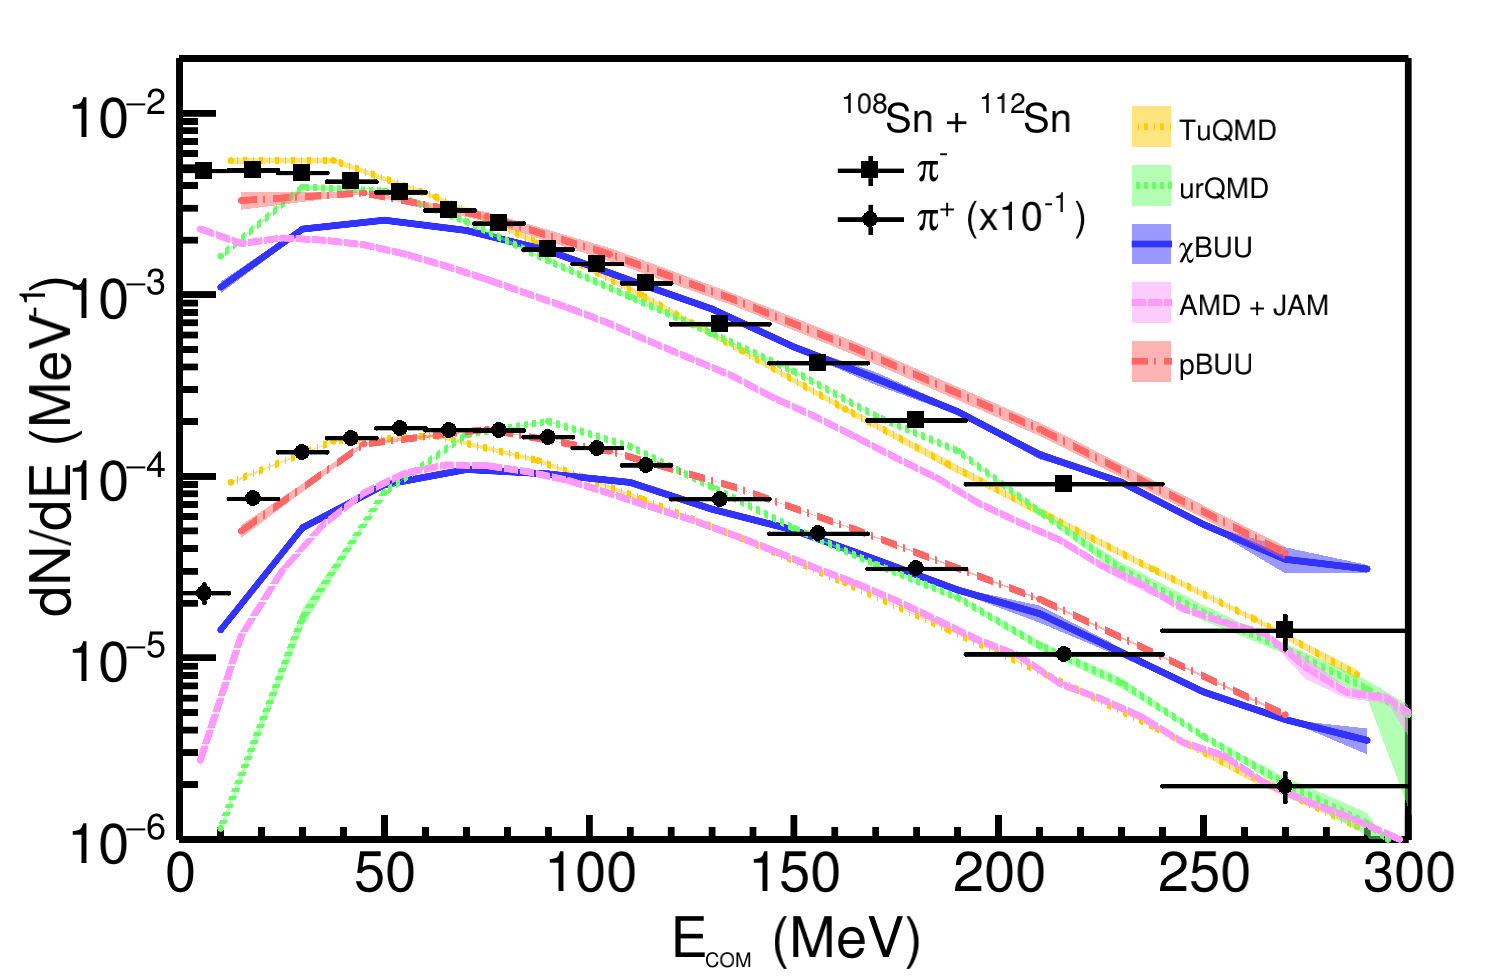 10⁻²
10⁻³
10⁻⁴
10⁻⁵
10⁻⁶
dN/dE (MeV⁻¹)
¹⁰⁸Sn + ¹¹²Sn
π⁻
π⁺ (x10⁻¹)
TuQMD
urQMD
χBUU
AMD + JAM
pBUU
0 50 100 150 200 250 300
E_COM (MeV)